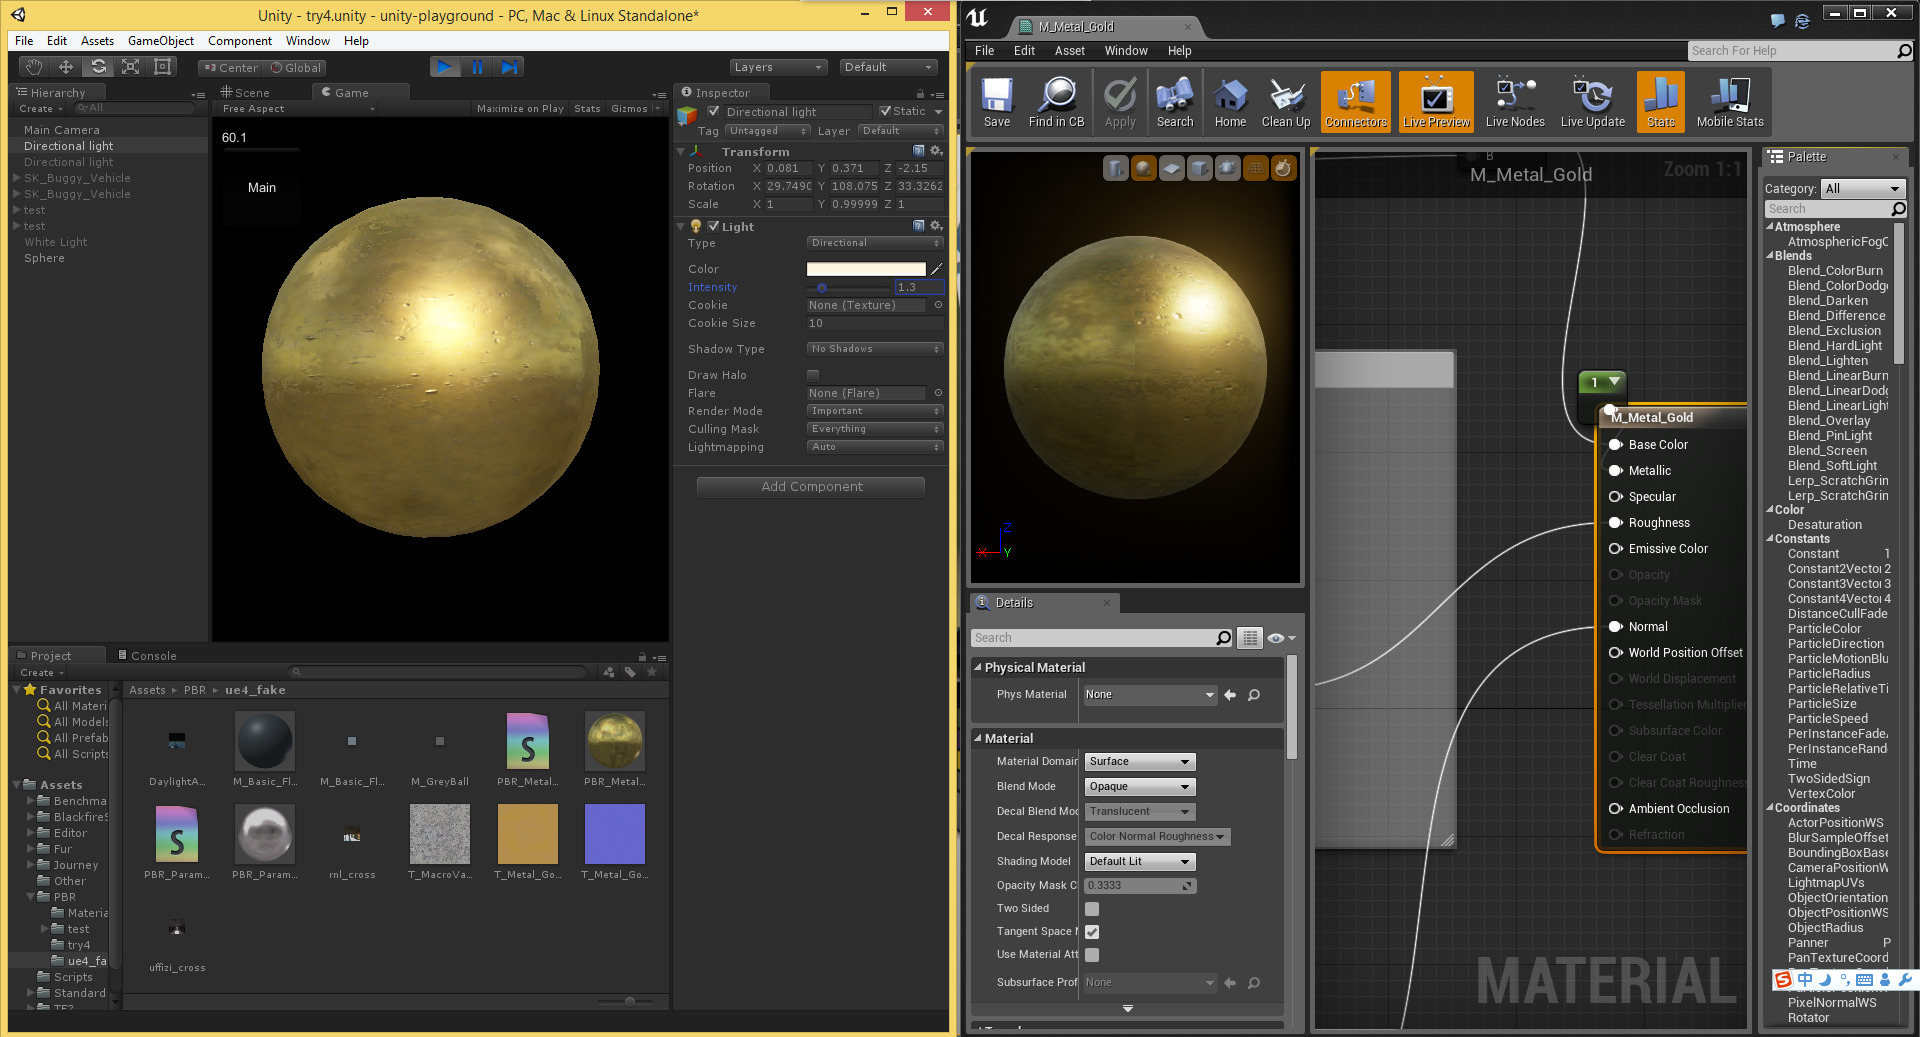 Unity - try4.unity - unity-playground - PC, Mac & Linux Standalone*
File Edit Assets GameObject Component Window Help
Center Global
Layers Default
Hierarchy
Create All
Main Camera
Directional light
Directional light
SK_Buggy_Vehicle
SK_Buggy_Vehicle
test
test
White Light
Sphere
Scene Game
Free Aspect Maximize on Play Stats Gizmos
60.1
Main
Inspector
Directional light Static
Tag Untagged Layer Default
Transform
Position X 0.081 Y 0.371 Z -2.15
Rotation X 29.7490 Y 108.075 Z 33.3262
Scale X 1 Y 0.99999 Z 1
Light
Type Directional
Color
Intensity 1.3
Cookie None (Texture)
Cookie Size 10
Shadow Type No Shadows
Draw Halo
Flare None (Flare)
Render Mode Important
Culling Mask Everything
Lightmapping Auto
Add Component
Project Console
Create
Favorites
All Materi
All Models
All Prefab
All Scripts
Assets
Benchma
BlackfireS
Editor
Fur
Journey
Other
PBR
Materia
test
try4
ue4_fa
Scripts
Standard
TF2
Assets PBR ue4_fake
DaylightA... M_Basic_Fl... M_Basic_Fl... M_GreyBall PBR_Metal... PBR_Metal...
PBR_Param... PBR_Param... rnl_cross T_MacroVa... T_Metal_Go... T_Metal_Go...
uffizi_cross
M_Metal_Gold
File Edit Asset Window Help
Search For Help
Save Find in CB Apply Search Home Clean Up Connectors Live Preview Live Nodes Live Update Stats Mobile Stats
X Y Z
Details
Search
Physical Material
Phys Material None
Material
Material Domain Surface
Blend Mode Opaque
Decal Blend Mod Translucent
Decal Response Color Normal Roughness
Shading Model Default Lit
Opacity Mask C 0.3333
Two Sided
Tangent Space N
Use Material Att
Subsurface Prof None
B
M_Metal_Gold Zoom 1:1
1
M_Metal_Gold
Base Color
Metallic
Specular
Roughness
Emissive Color
Opacity
Opacity Mask
Normal
World Position Offset
World Displacement
Tessellation Multiplier
Subsurface Color
Clear Coat
Clear Coat Roughness
Ambient Occlusion
Refraction
MATERIAL
Palette
Category: All
Search
Atmosphere
AtmosphericFogC
Blends
Blend_ColorBurn
Blend_ColorDodge
Blend_Darken
Blend_Difference
Blend_Exclusion
Blend_HardLight
Blend_Lighten
Blend_LinearBurn
Blend_LinearDodg
Blend_LinearLight
Blend_Overlay
Blend_PinLight
Blend_Screen
Blend_SoftLight
Lerp_ScratchGrin
Lerp_ScratchGrin
Color
Desaturation
Constants
Constant 1
Constant2Vector 2
Constant3Vector 3
Constant4Vector 4
DistanceCullFade
ParticleColor
ParticleDirection
ParticleMotionBlu
ParticleRadius
ParticleRelativeTi
ParticleSize
ParticleSpeed
PerInstanceFadeA
PerInstanceRand
Time
TwoSidedSign
VertexColor
Coordinates
ActorPositionWS
BlurSampleOffset
BoundingBoxBase
CameraPositionW
LightmapUVs
ObjectOrientation
ObjectPositionWS
ObjectRadius
Panner P
PanTextureCoord
中
PixelNormalWS
Rotator